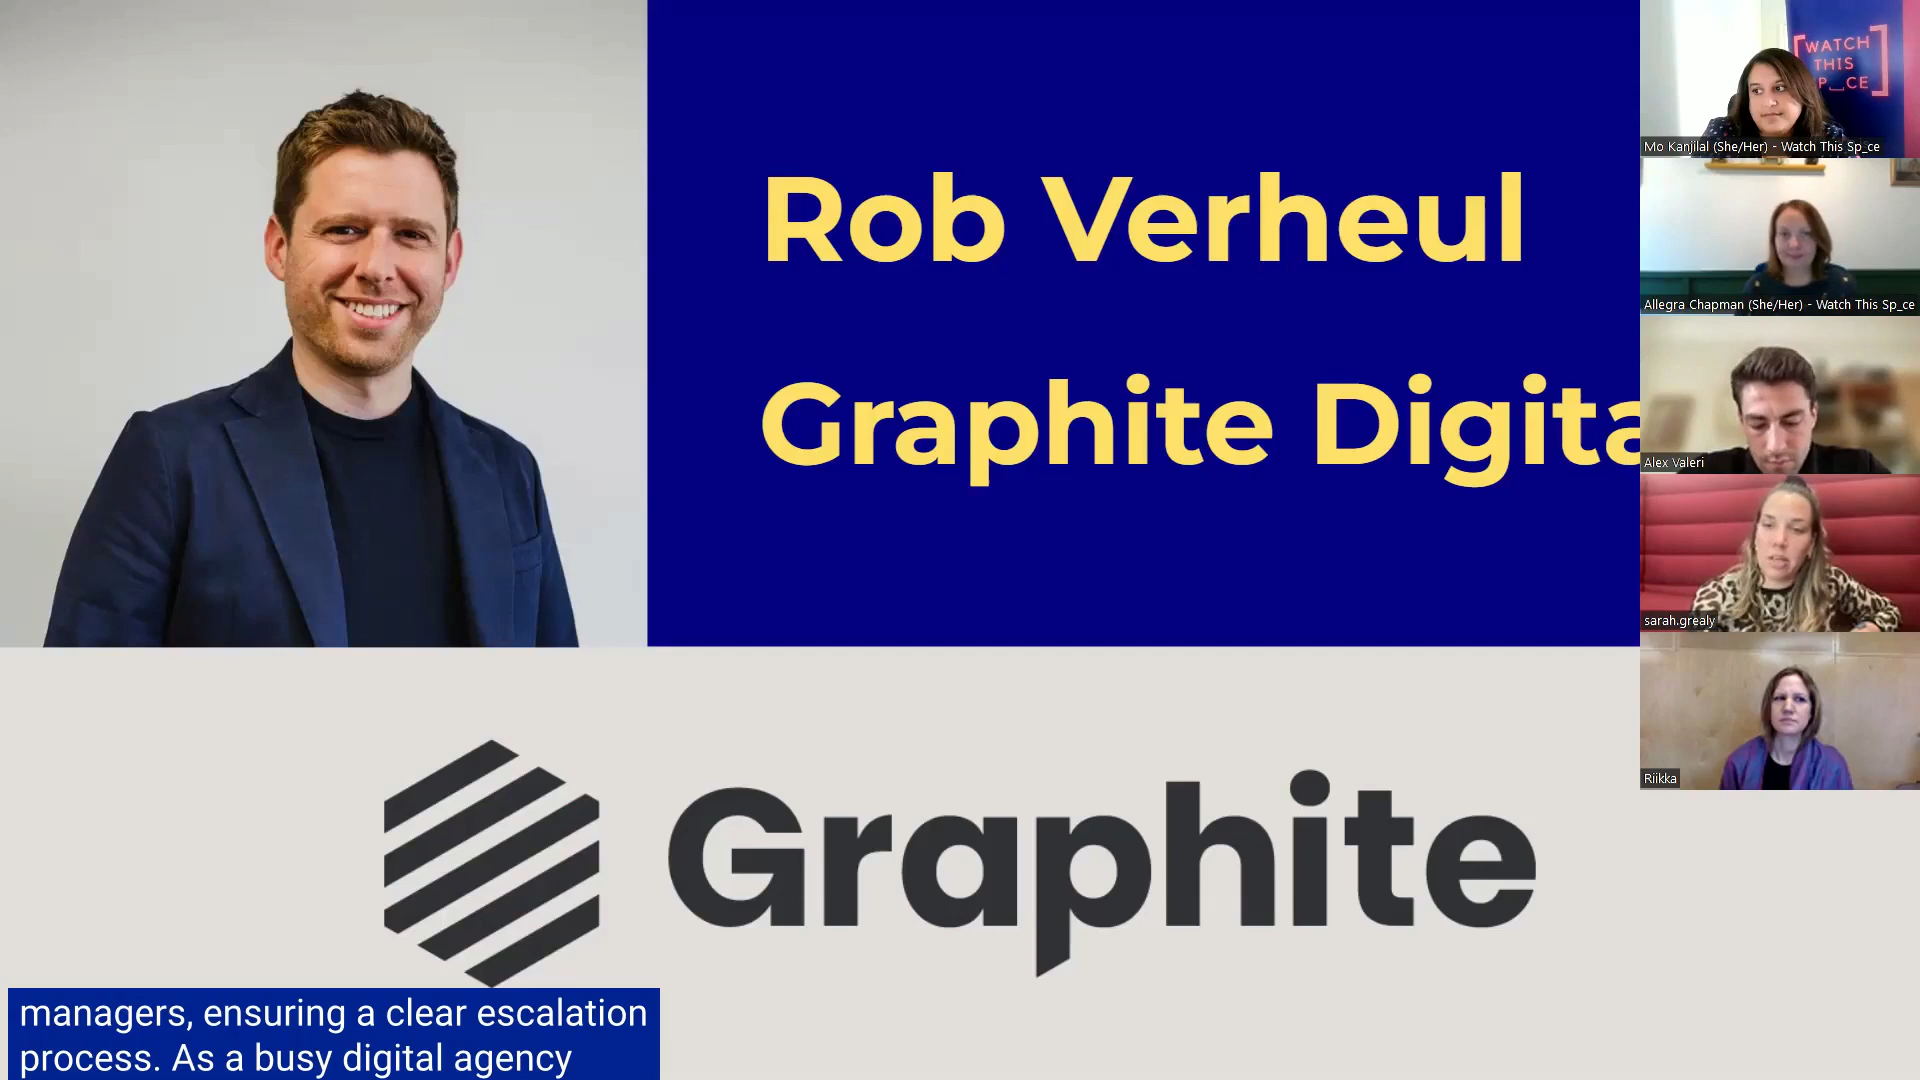 Rob Verheul
Graphite Digita
Graphite
managers, ensuring a clear escalation
process. As a busy digital agency
[WATCH
THIS
P_CE]
Mo Kanjilal (She/Her) - Watch This Sp_ce
Allegra Chapman (She/Her) - Watch This Sp_ce
Alex Valeri
sarah.grealy
Riikka